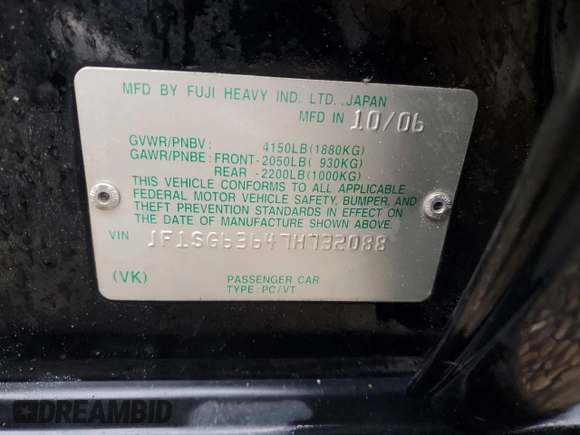 MFD BY FUJI HEAVY IND. LTD.,JAPAN
MFD IN 10/06
GVWR/PNBV: 4150LB(1880KG)
GAWR/PNBE: FRONT-2050LB( 930KG)
REAR -2200LB(1000KG)
THIS VEHICLE CONFORMS TO ALL APPLICABLE
FEDERAL MOTOR VEHICLE SAFETY, BUMPER, AND
THEFT PREVENTION STANDARDS IN EFFECT ON
THE DATE OF MANUFACTURE SHOWN ABOVE.
VIN JF1SG63647H732088
(VK) PASSENGER CAR
TYPE:PC/VT
DREAMBID